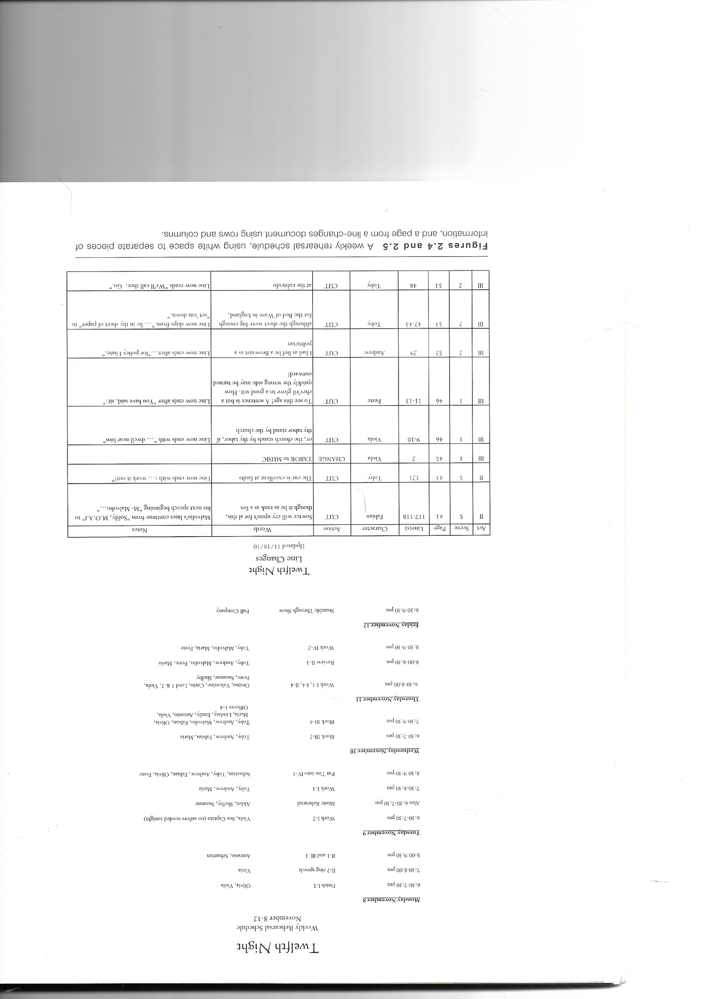 Twelfth Night
Weekly Rehearsal Schedule
November 8-12
Monday November 8
6:30-7:30 pm Finish I-5 Olivia, Viola
7:30-8:00 pm II-2 ring speech Viola
8:00-9:30 pm II-1 and III-3 Antonio, Sebastian
Tuesday November 9
6:30-7:30 pm Work I-2 Viola, Sea Captain (no sailors needed tonight)
Also 6:30-7:30 pm Music Rehearsal Alden, Shelby, Suzanne
7:30-8:30 pm Work I-3 Toby, Andrew, Maria
8:30-9:30 pm Put Tim into IV-1 Sebastian, Toby, Andrew, Fabian, Olivia, Feste
Wednesday November 10
6:30-7:30 pm Block III-2 Toby, Andrew, Fabian, Maria
7:30-9:30 pm Block III-4 Toby, Andrew, Malvolio, Fabian, Olivia,
Maria, Lindsay, Emily, Antonio, Viola,
Officers 1-4
Thursday November 11
6:30-8:00 pm Work I-1, I-4, II-4 Orsino, Valentine, Curio, Lord 1 & 2, Viola,
Feste, Suzanne, Shelby
8:00-8:30 pm Review II-3 Toby, Andrew, Malvolio, Feste, Maria
8:30-9:30 pm Work IV-2 Toby, Malvolio, Maria, Feste
Friday November 12
6:30-9:30 pm Stumble Through Show Full Company
Twelfth Night
Line Changes
Updated 11/18/10
Act Scene Page Line(s) Character Action Words Notes
II 5 43 117-118 Fabian CUT Sowter will cry upon't for al this, Malvolio's lines continue from "Softly, M.O.A.I" to
though it be as rank as a fox his next speech beginning "M- Malvolio…"
II 5 43 121 Toby CUT The cur is excellent at faults Line now ends with :… work it out?"
III 1 45 2 Viola CHANGE TABOR to MUSIC
III 1 46 9-10 Viola CUT or, the church stands by thy tabor, if Line now ends with "… dwell near him"
thy tabor stand by the church
III 1 46 11-13 Feste CUT To see this age! A sentence is but a Line now ends after "You have said, sir."
chev'ril glove to a good wit. How
quickly the wrong side may be turned
outward!
III 2 52 29 Andrew CUT I had as lief be a Brownist as a Line now ends after…"for policy I hate."
politician
III 2 53 42-43 Toby CUT although the sheet were big enough Line now skips from "… lie in thy sheet of paper" to
for the Bed of Ware in England, "set 'em down."
III 2 53 48 Toby CUT at the cubiculo Line now reads "We'll call thee. Go."
Figures 2.4 and 2.5 A weekly rehearsal schedule, using white space to separate pieces of
information, and a page from a line-changes document using rows and columns.